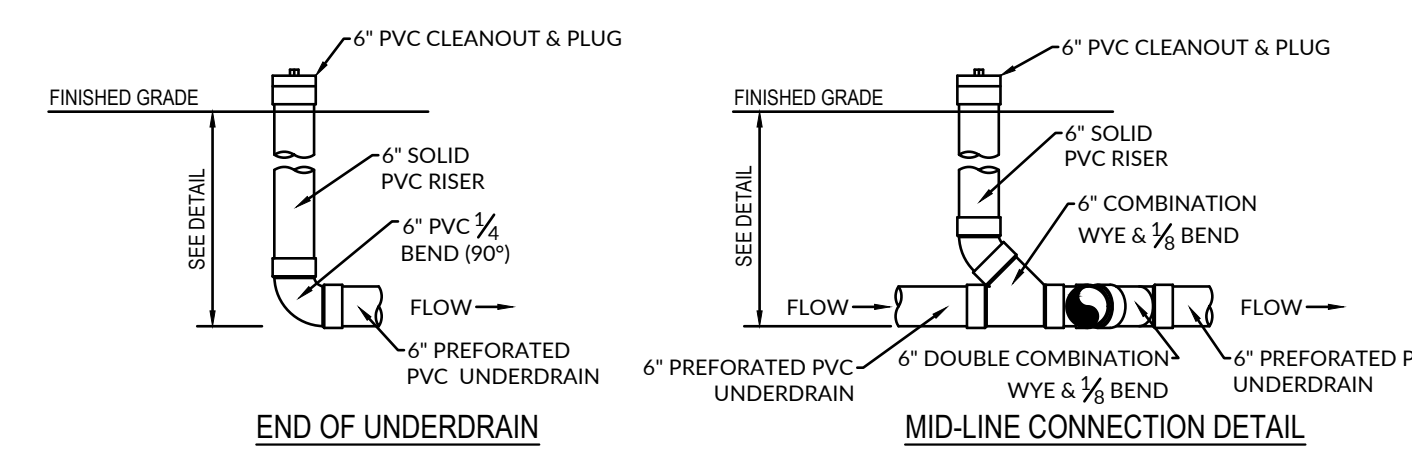 6" PVC CLEANOUT & PLUG
FINISHED GRADE
6" SOLID
PVC RISER
SEE DETAIL
6" PVC 1/4
BEND (90°)
FLOW
6" PREFORATED
PVC UNDERDRAIN
END OF UNDERDRAIN
6" PVC CLEANOUT & PLUG
FINISHED GRADE
6" SOLID
PVC RISER
SEE DETAIL
6" COMBINATION
WYE & 1/8 BEND
FLOW
FLOW
6" PREFORATED PVC
UNDERDRAIN
6" DOUBLE COMBINATION
WYE & 1/8 BEND
6" PREFORATED P
UNDERDRAIN
MID-LINE CONNECTION DETAIL